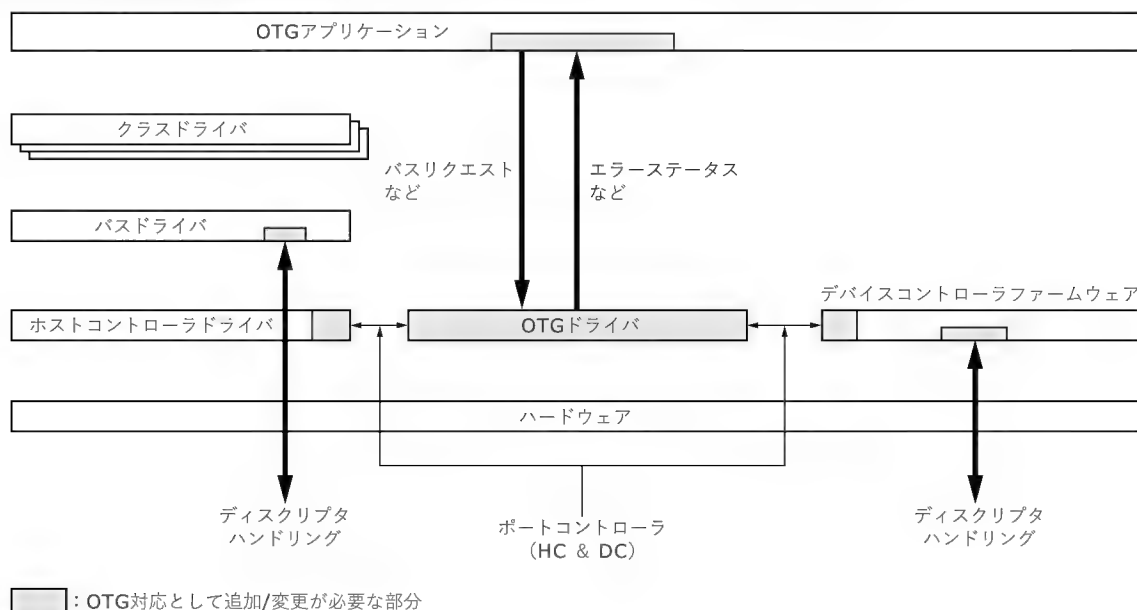 OTGアプリケーション
クラスドライバ
バスリクエスト
など
エラーステータス
など
バスドライバ
デバイスコントローラファームウェア
ホストコントローラドライバ
OTGドライバ
ハードウェア
ディスクリプタ
ハンドリング
ポートコントローラ
(HC & DC)
ディスクリプタ
ハンドリング
：OTG対応として追加/変更が必要な部分